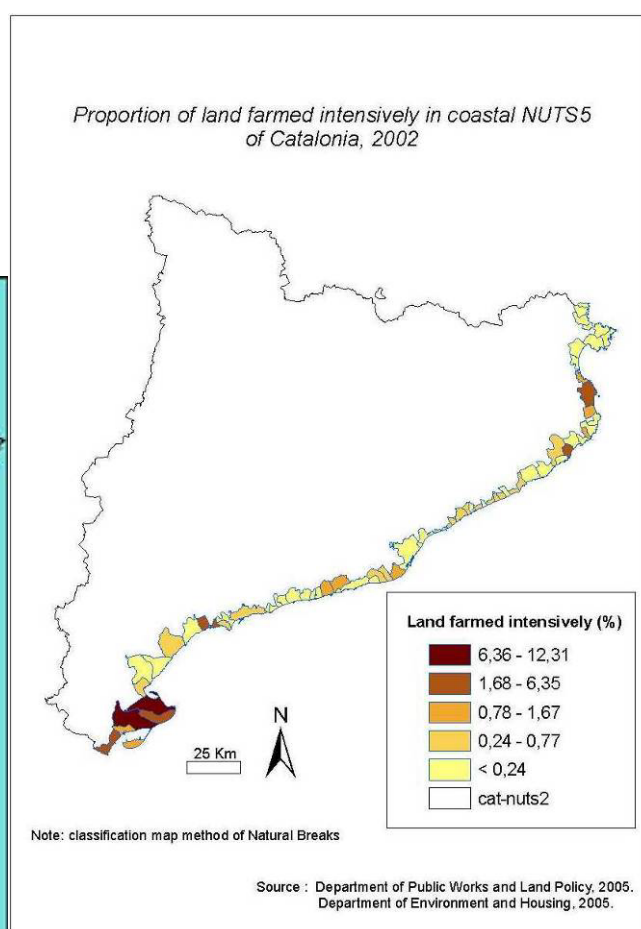 Proportion of land farmed intensively in coastal NUTS5
of Catalonia, 2002
Land farmed intensively (%)
6,36 - 12,31
1,68 - 6,35
0,78 - 1,67
0,24 - 0,77
< 0,24
cat-nuts2
N
25 Km
Note: classification map method of Natural Breaks
Source : Department of Public Works and Land Policy, 2005.
Department of Environment and Housing, 2005.